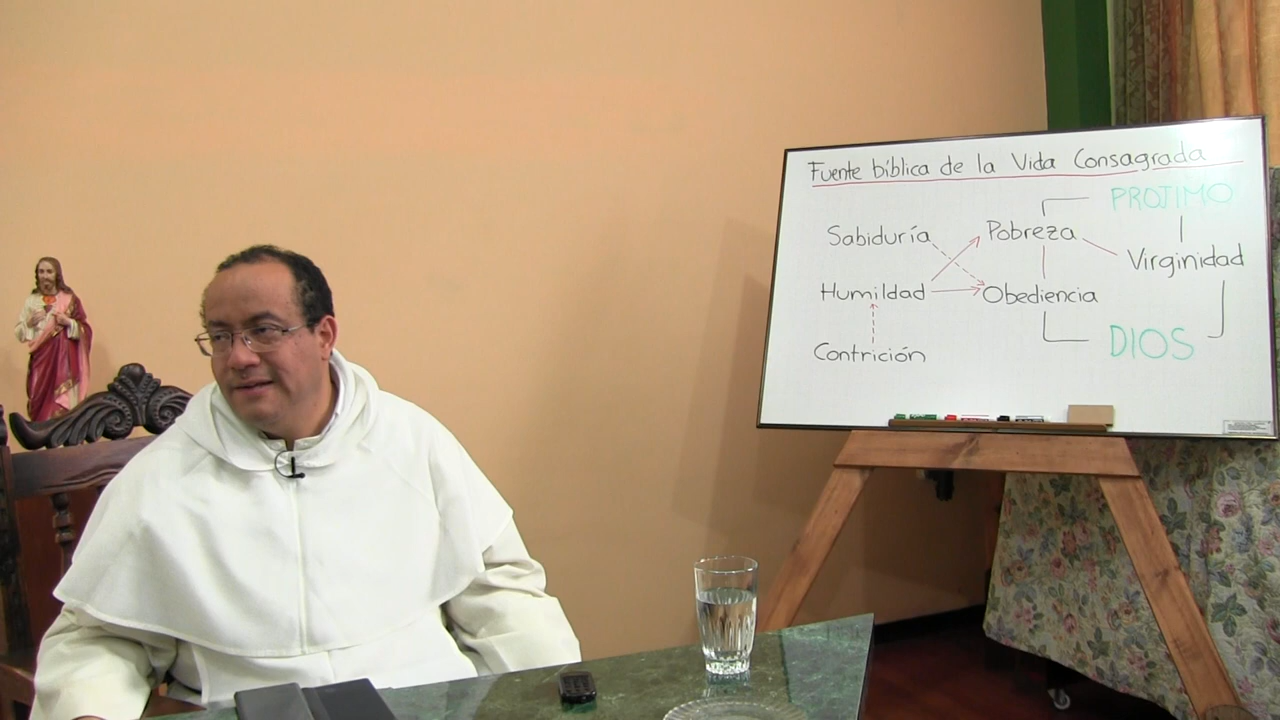 Fuente bíblica de la Vida Consagrada
PROJIMO
Sabiduría Pobreza
Virginidad
Humildad Obediencia
Contrición DIOS